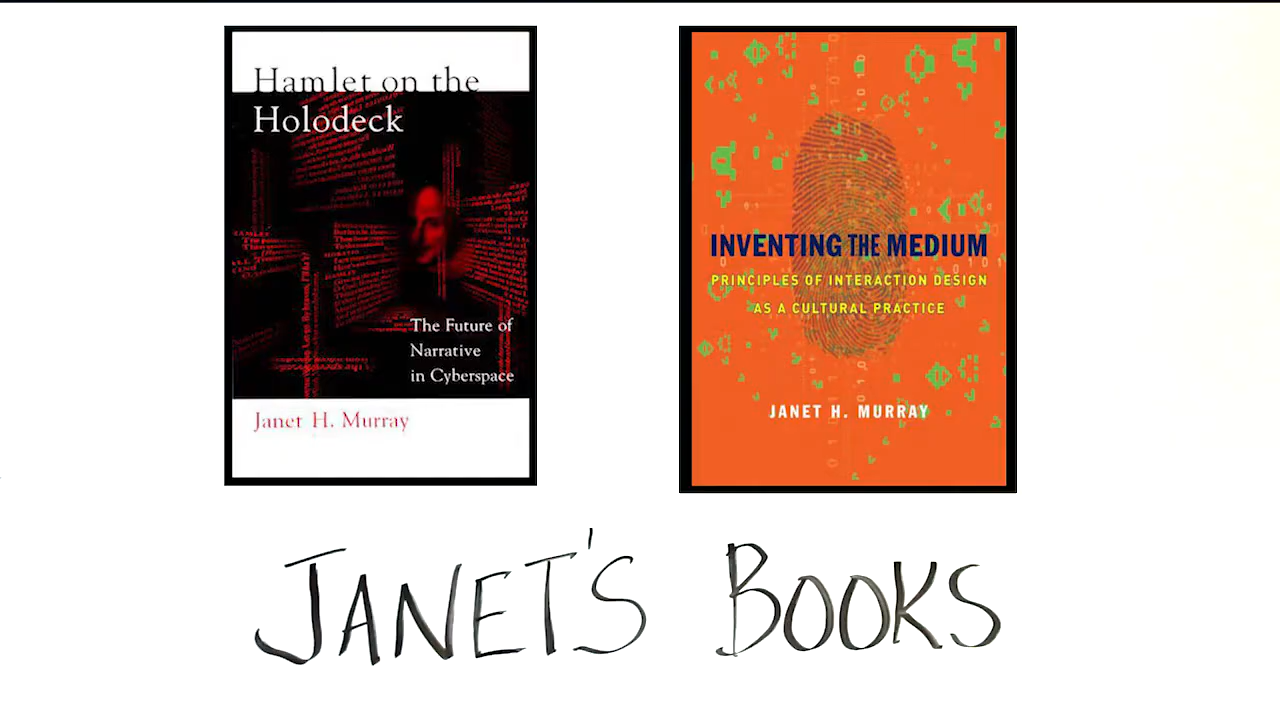 Hamlet on the
Holodeck
The Future of
Narrative
in Cyberspace
Janet H. Murray
INVENTING THE MEDIUM
PRINCIPLES OF INTERACTION DESIGN
AS A CULTURAL PRACTICE
JANET H. MURRAY
JANET'S BOOKS